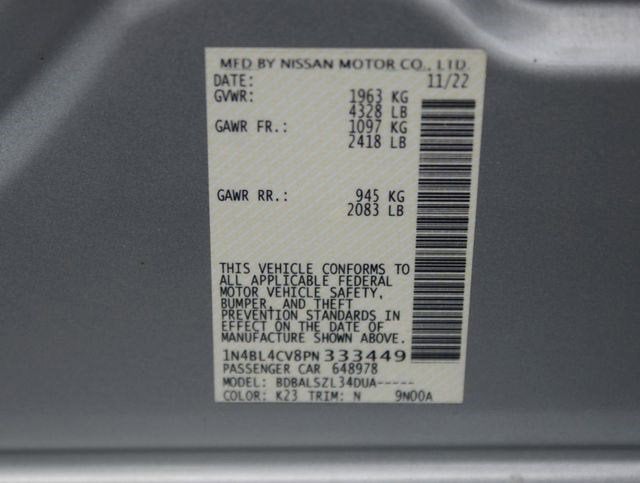 MFD BY NISSAN MOTOR CO., LTD.
DATE: 11/22
GVWR: 1963 KG
4328 LB
GAWR FR.: 1097 KG
2418 LB
GAWR RR.: 945 KG
2083 LB
THIS VEHICLE CONFORMS TO
ALL APPLICABLE FEDERAL
MOTOR VEHICLE SAFETY,
BUMPER, AND THEFT
PREVENTION STANDARDS IN
EFFECT ON THE DATE OF
MANUFACTURE SHOWN ABOVE.
1N4BL4CV8PN 333449
PASSENGER CAR 648978
MODEL: BDBALSZL34DUA-----
COLOR: K23 TRIM: N 9N00A